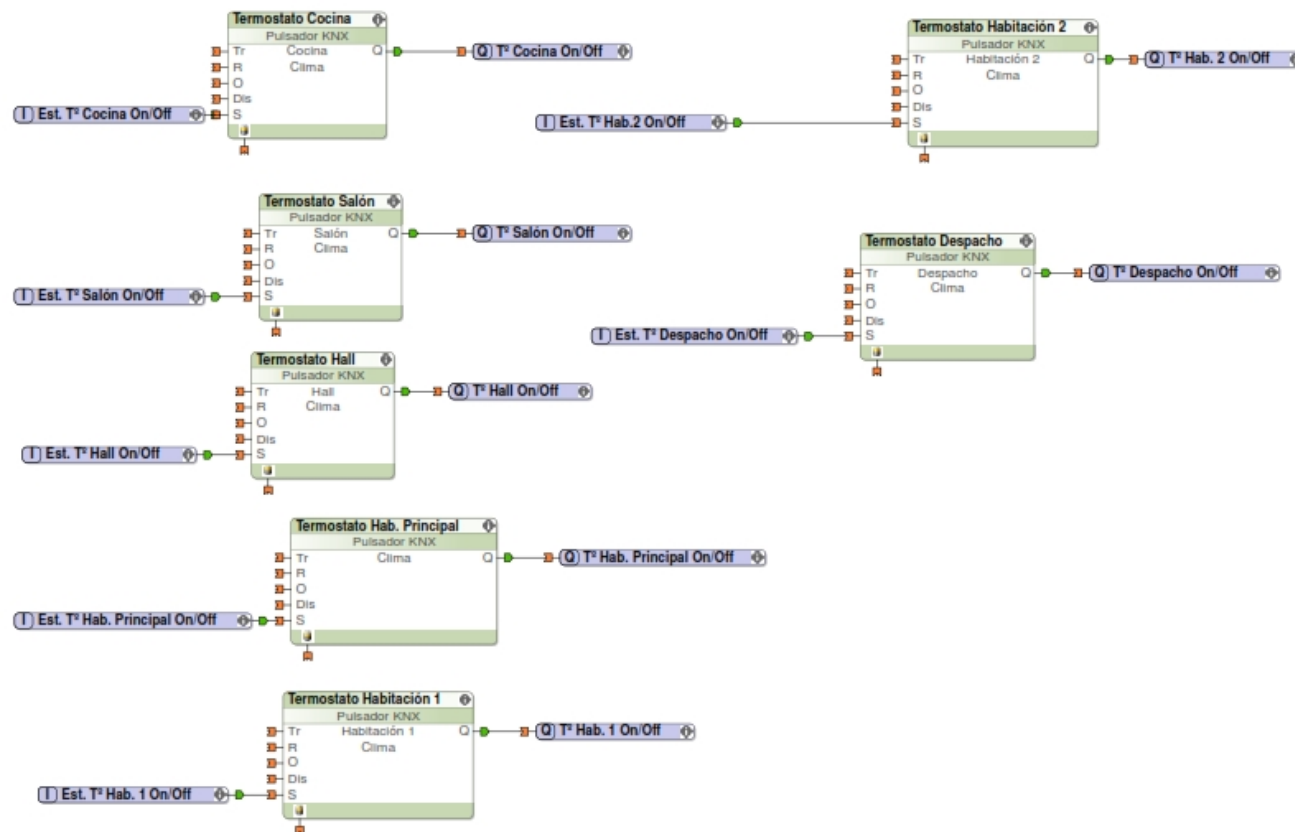 Termostato Cocina
Pulsador KNX
Tr Cocina Q
R Clima
O
Dis
S
I Est. Tª Cocina On/Off
Q Tª Cocina On/Off
Termostato Habitación 2
Pulsador KNX
Tr Habitación 2 Q
R Clima
O
Dis
S
I Est. Tª Hab.2 On/Off
Q Tª Hab. 2 On/Off
Termostato Salón
Pulsador KNX
Tr Salón Q
R Clima
O
Dis
S
I Est. Tª Salón On/Off
Q Tª Salón On/Off
Termostato Despacho
Pulsador KNX
Tr Despacho Q
R Clima
O
Dis
S
I Est. Tª Despacho On/Off
Q Tª Despacho On/Off
Termostato Hall
Pulsador KNX
Tr Hall Q
R Clima
O
Dis
S
I Est. Tª Hall On/Off
Q Tª Hall On/Off
Termostato Hab. Principal
Pulsador KNX
Tr Clima Q
R
O
Dis
S
I Est. Tª Hab. Principal On/Off
Q Tª Hab. Principal On/Off
Termostato Habitación 1
Pulsador KNX
Tr Habitación 1 Q
R Clima
O
Dis
S
I Est. Tª Hab. 1 On/Off
Q Tª Hab. 1 On/Off